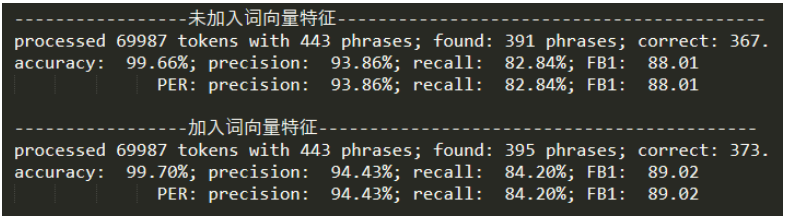 ----------------未加入词向量特征----------------------------------------
processed 69987 tokens with 443 phrases; found: 391 phrases; correct: 367.
accuracy:  99.66%; precision:  93.86%; recall:  82.84%; FB1:  88.01
              PER: precision:  93.86%; recall:  82.84%; FB1:  88.01
----------------加入词向量特征-----------------------------------------
processed 69987 tokens with 443 phrases; found: 395 phrases; correct: 373.
accuracy:  99.70%; precision:  94.43%; recall:  84.20%; FB1:  89.02
              PER: precision:  94.43%; recall:  84.20%; FB1:  89.02